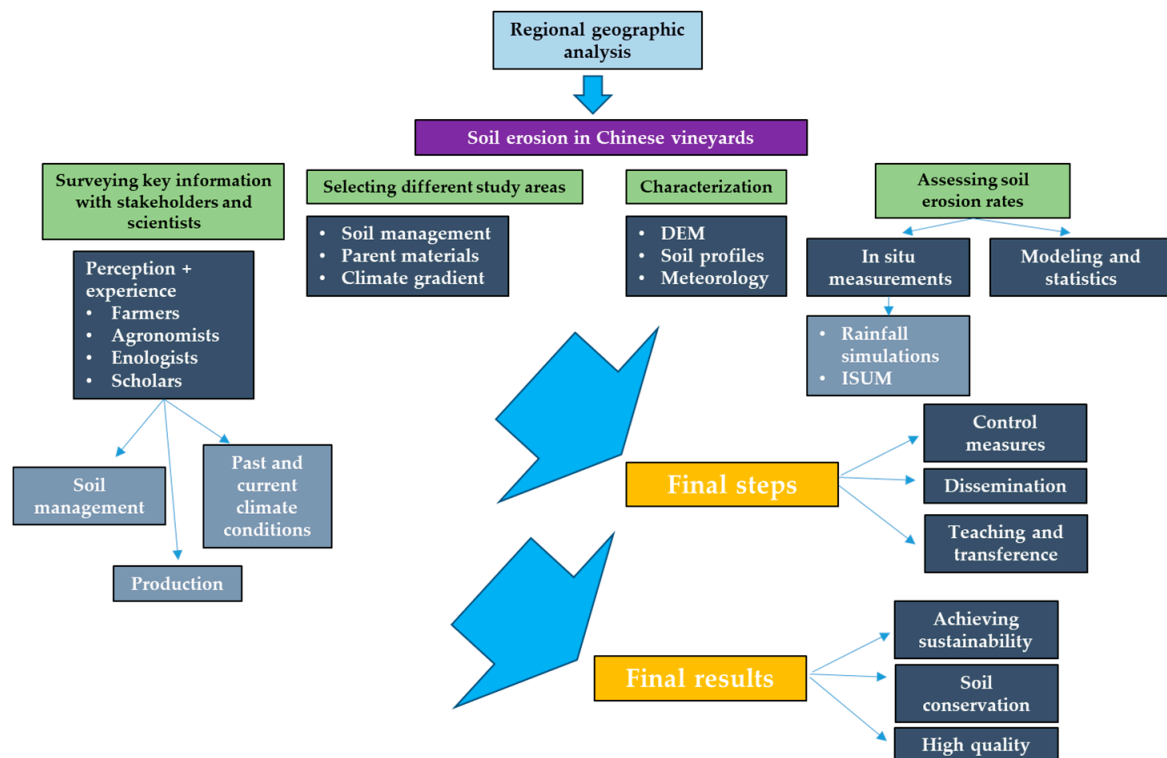 Regional geographic
analysis
Soil erosion in Chinese vineyards
Surveying key information
with stakeholders and
scientists
Selecting different study areas
Characterization
Assessing soil
erosion rates
Perception +
experience
• Farmers
• Agronomists
• Enologists
• Scholars
• Soil management
• Parent materials
• Climate gradient
• DEM
• Soil profiles
• Meteorology
In situ
measurements
Modeling and
statistics
• Rainfall
simulations
• ISUM
Soil
management
Past and
current
climate
conditions
Production
Final steps
Control
measures
Dissemination
Teaching and
transference
Final results
Achieving
sustainability
Soil
conservation
High quality